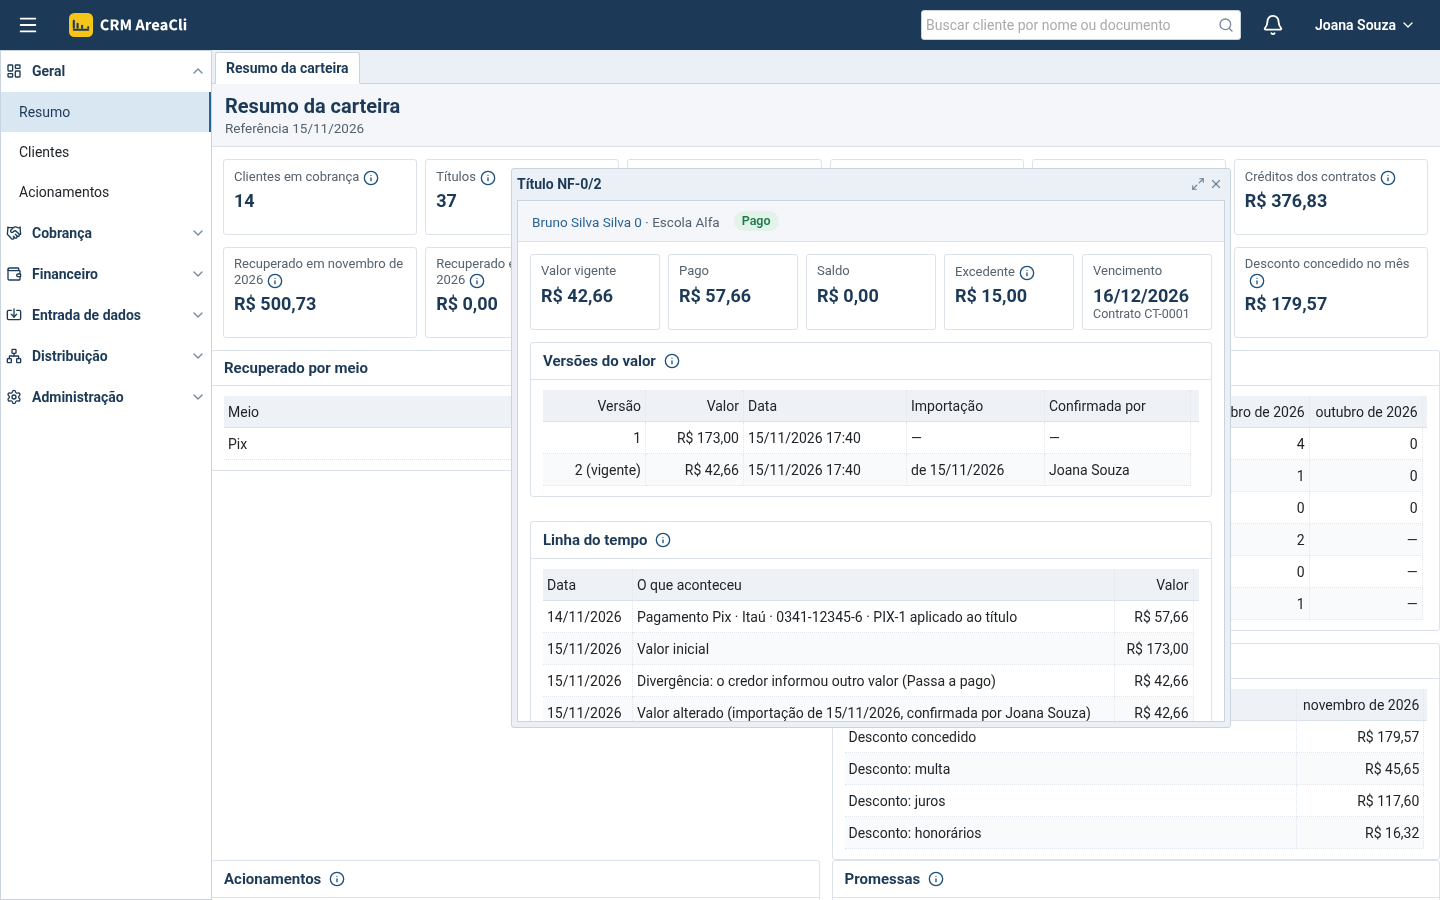 CRM AreaCli
Buscar cliente por nome ou documento
Joana Souza
Geral
Resumo
Clientes
Acionamentos
Cobrança
Financeiro
Entrada de dados
Distribuição
Administração
Resumo da carteira
Resumo da carteira
Referência 15/11/2026
Clientes em cobrança
14
Títulos
37
Créditos dos contratos
R$ 376,83
Recuperado em novembro de
2026
R$ 500,73
Recuperado
2026
R$ 0,00
Desconto concedido no mês
R$ 179,57
Recuperado por meio
Meio
Pix
Título NF-0/2
Bruno Silva Silva 0 · Escola Alfa
Pago
Valor vigente
R$ 42,66
Pago
R$ 57,66
Saldo
R$ 0,00
Excedente
R$ 15,00
Vencimento
16/12/2026
Contrato CT-0001
Versões do valor
Versão Valor Data Importação Confirmada por
1 R$ 173,00 15/11/2026 17:40 — —
2 (vigente) R$ 42,66 15/11/2026 17:40 de 15/11/2026 Joana Souza
Linha do tempo
Data O que aconteceu Valor
14/11/2026 Pagamento Pix · Itaú · 0341-12345-6 · PIX-1 aplicado ao título R$ 57,66
15/11/2026 Valor inicial R$ 173,00
15/11/2026 Divergência: o credor informou outro valor (Passa a pago) R$ 42,66
15/11/2026 Valor alterado (importação de 15/11/2026, confirmada por Joana Souza) R$ 42,66
bro de 2026 outubro de 2026
4 0
1 0
0 0
2 —
0 —
1 —
novembro de 2026
Desconto concedido R$ 179,57
Desconto: multa R$ 45,65
Desconto: juros R$ 117,60
Desconto: honorários R$ 16,32
Acionamentos
Promessas